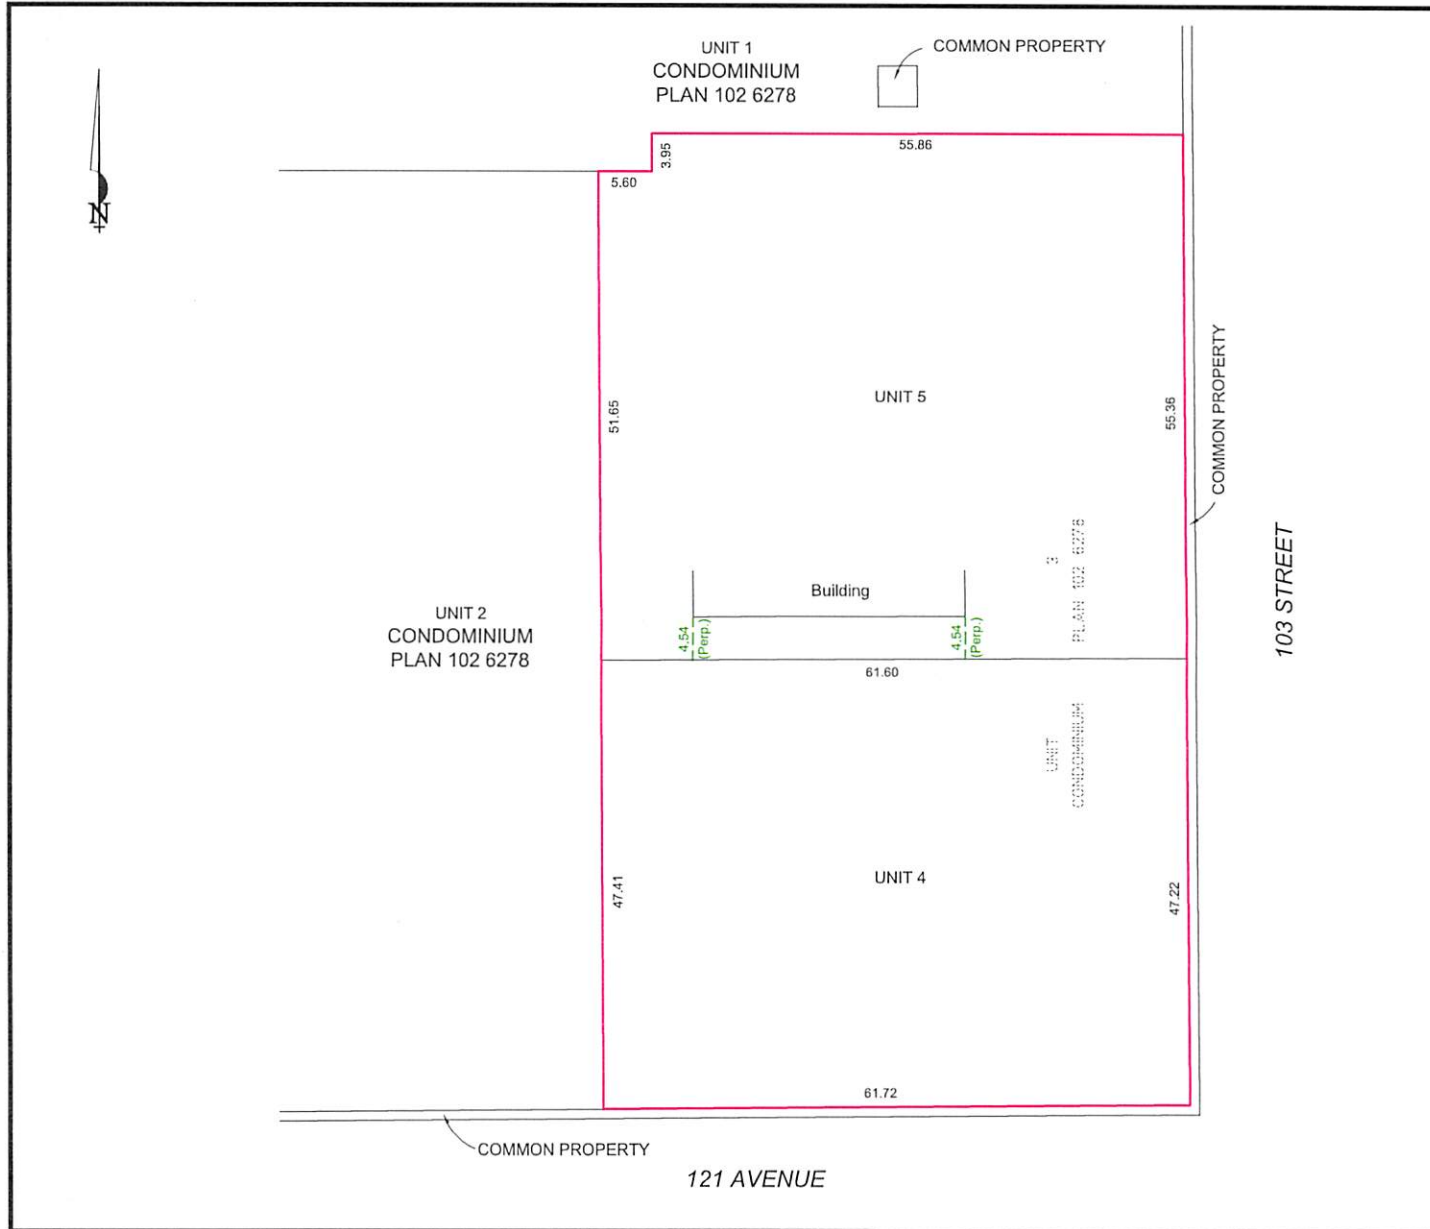 UNIT 1
CONDOMINIUM
PLAN 102 6278
COMMON PROPERTY
55.86
3.95
5.60
N
51.65
UNIT 5
55.36
COMMON PROPERTY
103 STREET
3
PLAN 102 6278
Building
4.54
(Perp.)
4.54
(Perp.)
UNIT 2
CONDOMINIUM
PLAN 102 6278
61.60
UNIT
CONDOMINIUM
UNIT 4
47.41
47.22
61.72
COMMON PROPERTY
121 AVENUE